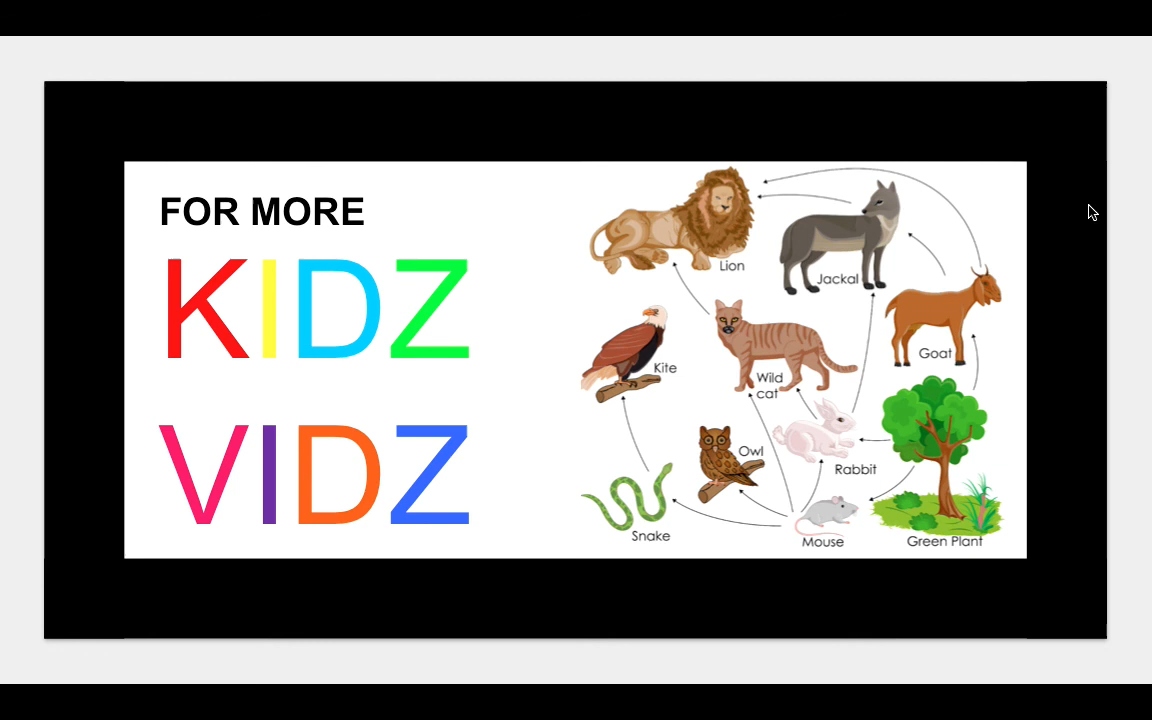 FOR MORE
KIDZ
VIDZ
Lion
Jackal
Goat
Kite
Wild
cat
Owl
Rabbit
Snake
Mouse
Green Plant